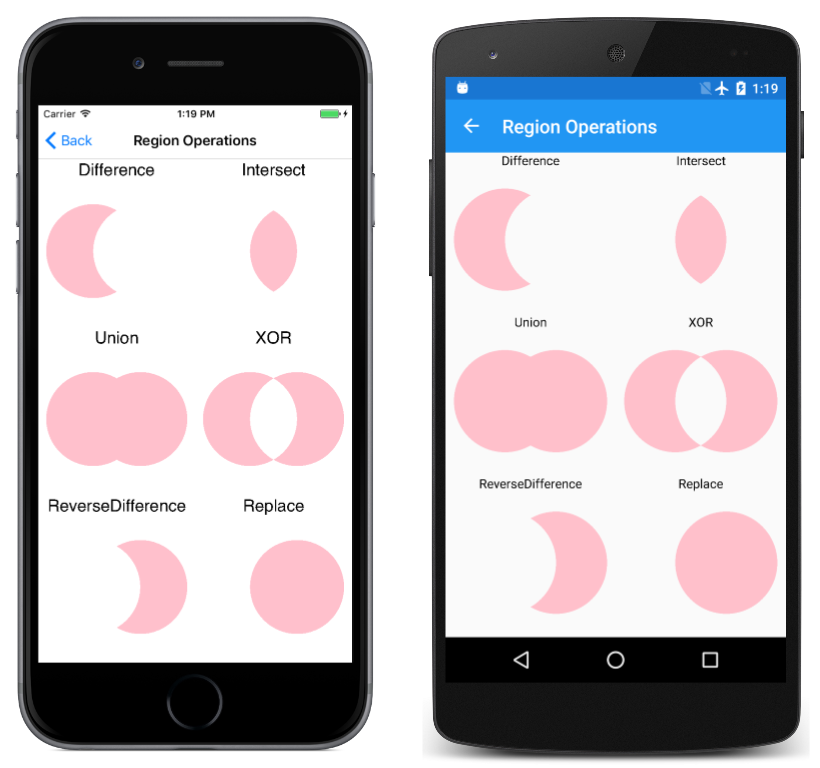 Carrier
1:19 PM
Back
Region Operations
Difference
Intersect
Union
XOR
ReverseDifference
Replace
1:19
Region Operations
Difference
Intersect
Union
XOR
ReverseDifference
Replace